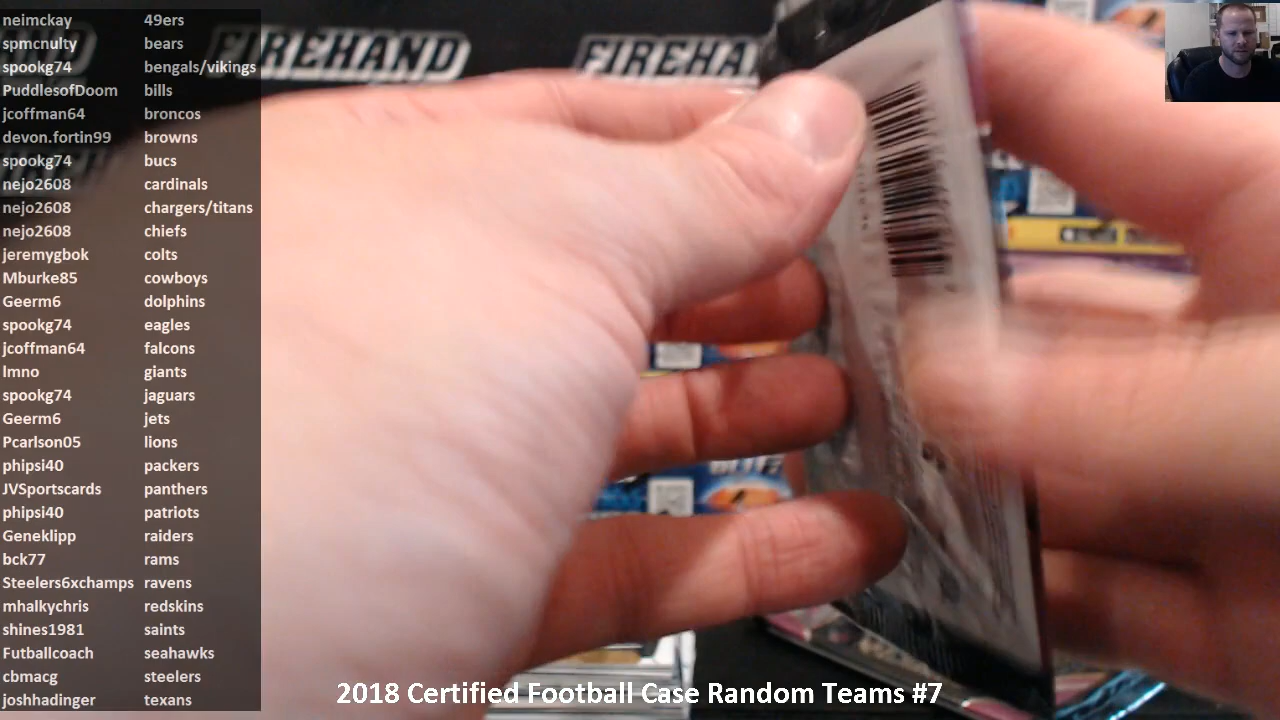 neimckay 49ers
spmcnulty bears
spookg74 bengals/vikings
PuddlesofDoom bills
jcoffman64 broncos
devon.fortin99 browns
spookg74 bucs
nejo2608 cardinals
nejo2608 chargers/titans
nejo2608 chiefs
jeremygbok colts
Mburke85 cowboys
Geerm6 dolphins
spookg74 eagles
jcoffman64 falcons
lmno giants
spookg74 jaguars
Geerm6 jets
Pcarlson05 lions
phipsi40 packers
JVSportscards panthers
phipsi40 patriots
Geneklipp raiders
bck77 rams
Steelers6xchamps ravens
mhalkychris redskins
shines1981 saints
Futballcoach seahawks
cbmacg steelers
joshhadinger texans
FIREHAND FIREHA
BLITZ
2018 Certified Football Case Random Teams #7